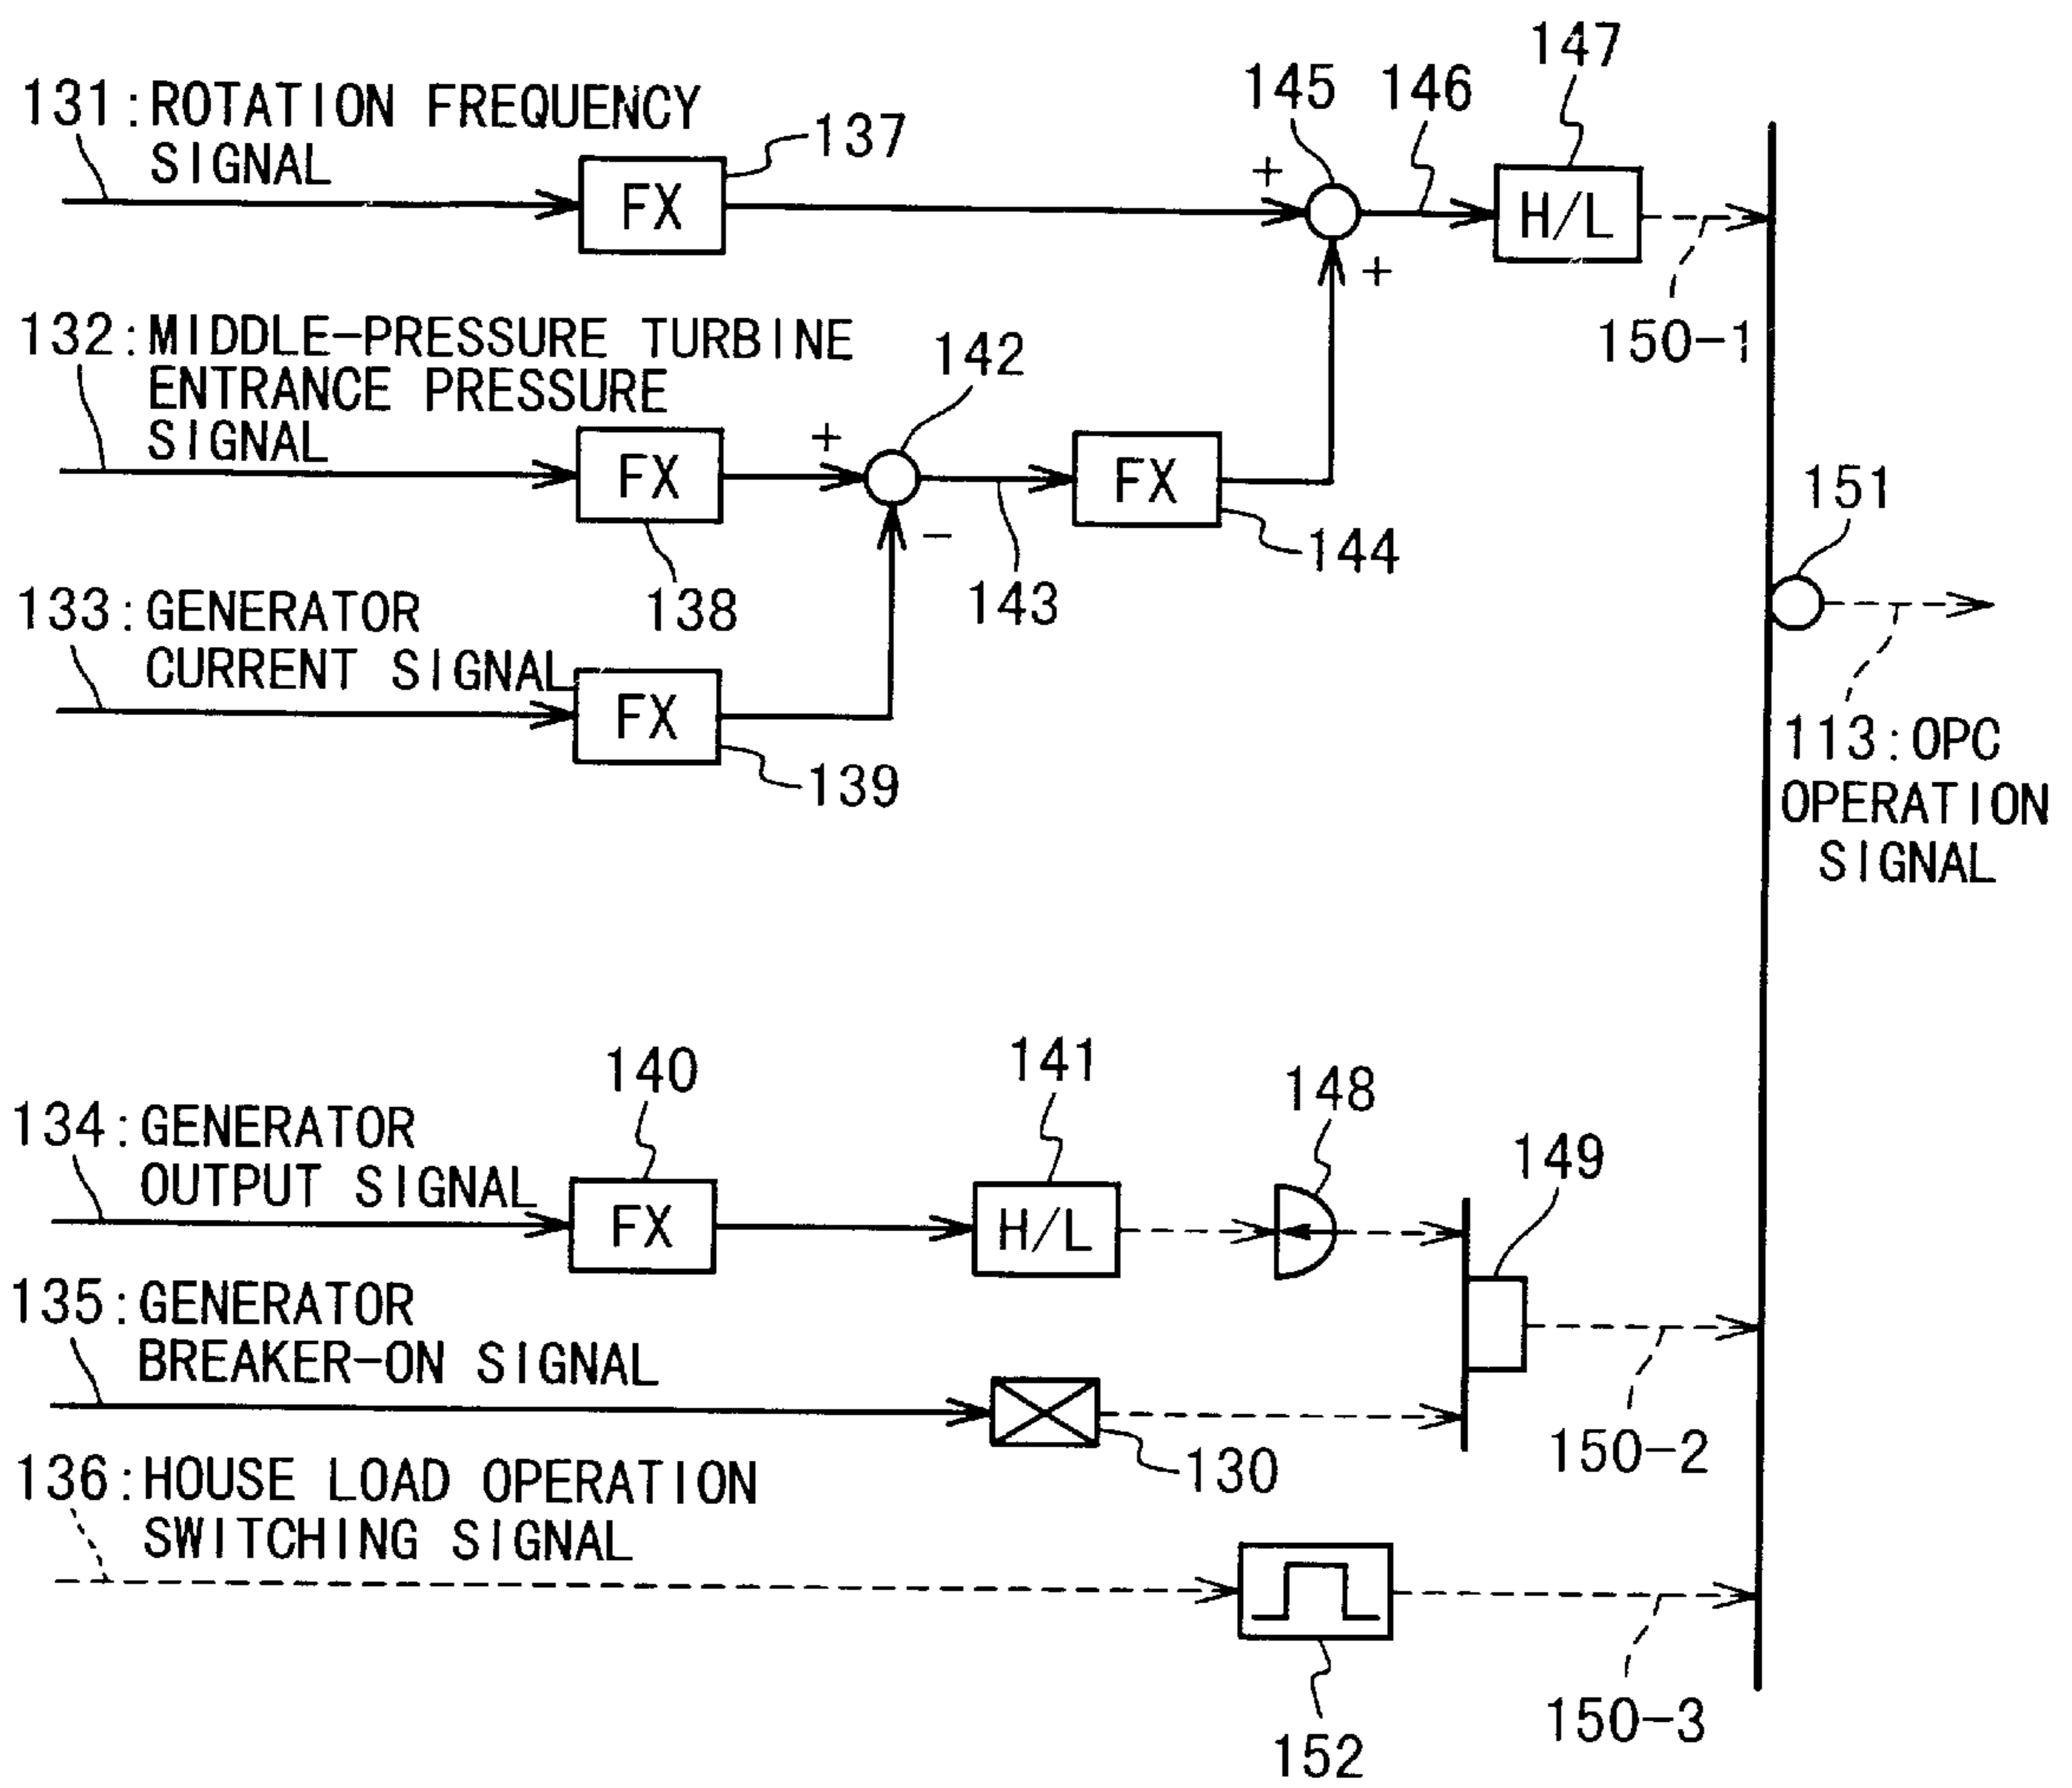 147
145
146
131:ROTATION FREQUENCY
SIGNAL
137
+
FX
H/L
+
150-1
132:MIDDLE-PRESSURE TURBINE
ENTRANCE PRESSURE
SIGNAL
142
+
FX
FX
151
-
144
138
143
133:GENERATOR
CURRENT SIGNAL
FX
139
113:OPC
OPERATION
SIGNAL
140
141
148
134:GENERATOR
OUTPUT SIGNAL
149
FX
H/L
135:GENERATOR
BREAKER-ON SIGNAL
130
150-2
136:HOUSE LOAD OPERATION
SWITCHING SIGNAL
152
150-3